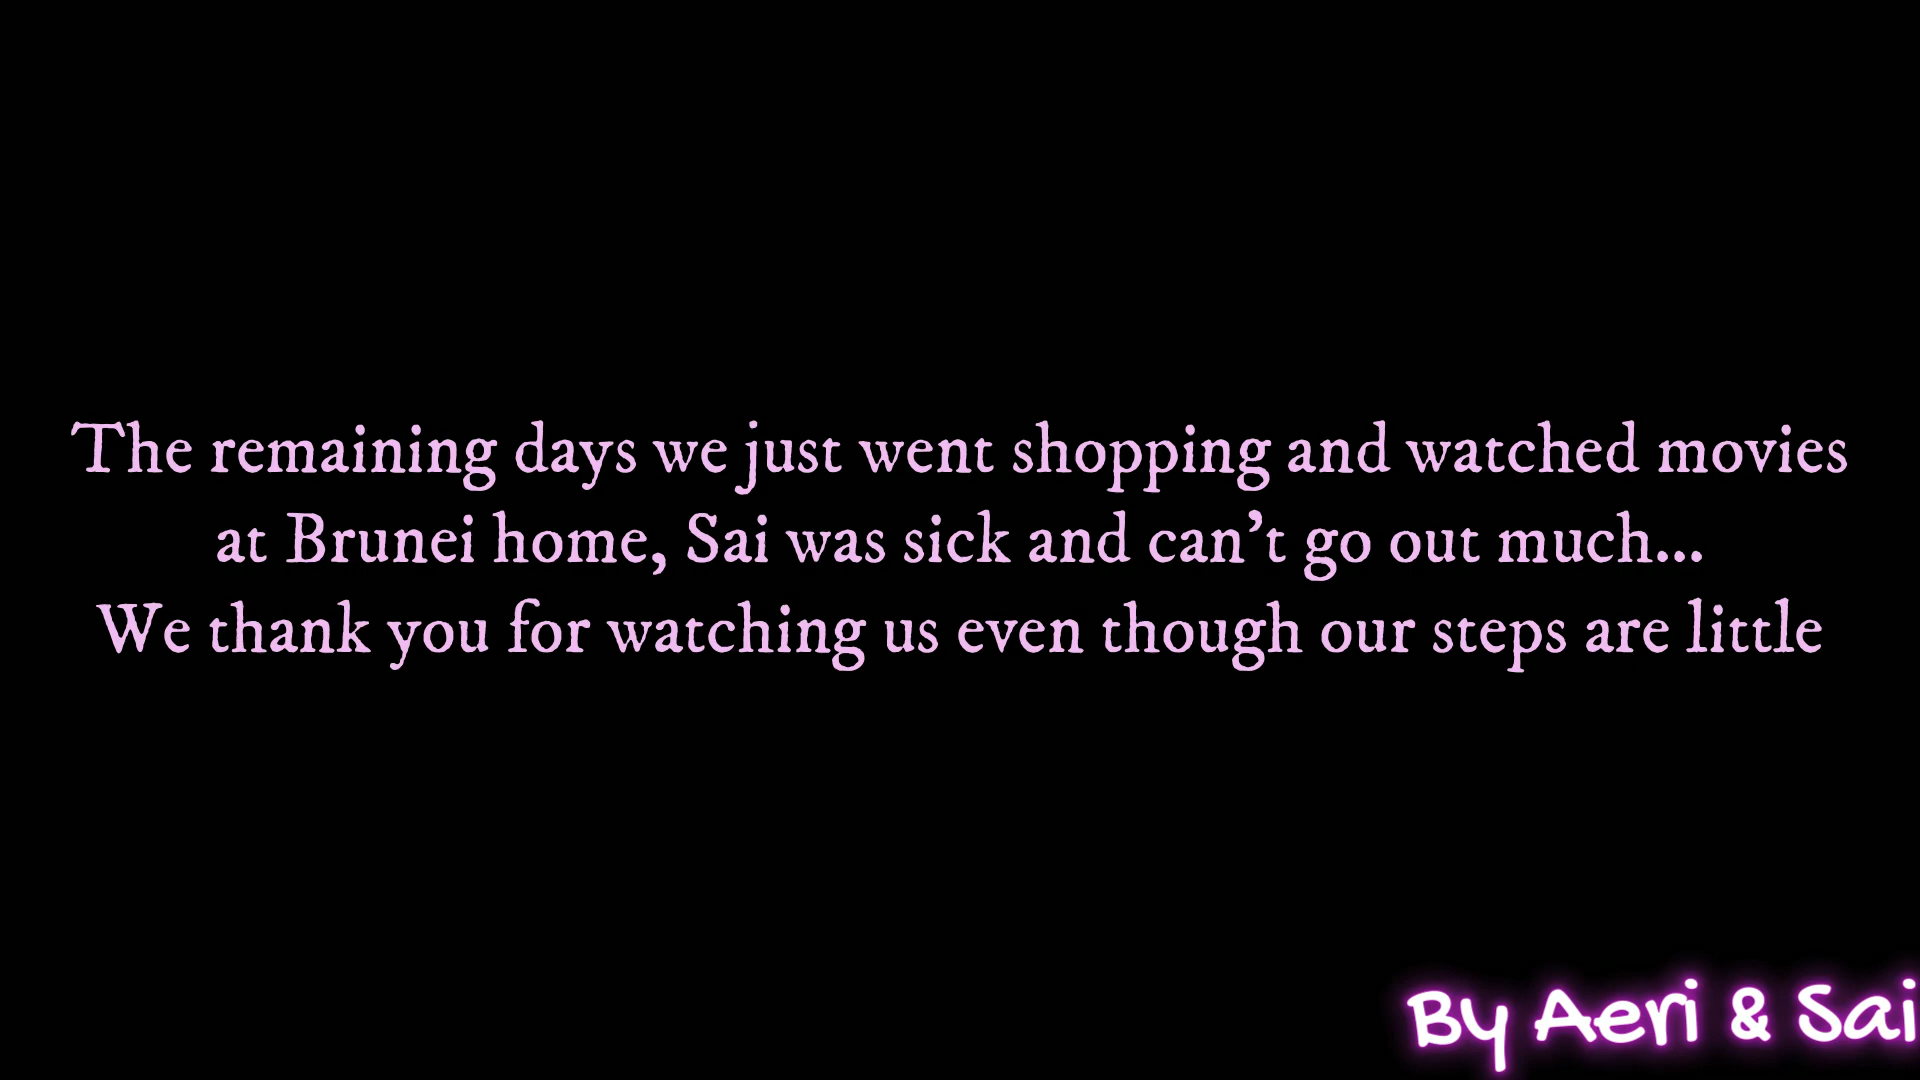 The remaining days we just went shopping and watched movies
at Brunei home, Sai was sick and can't go out much...
We thank you for watching us even though our steps are little
By Aeri & Sai